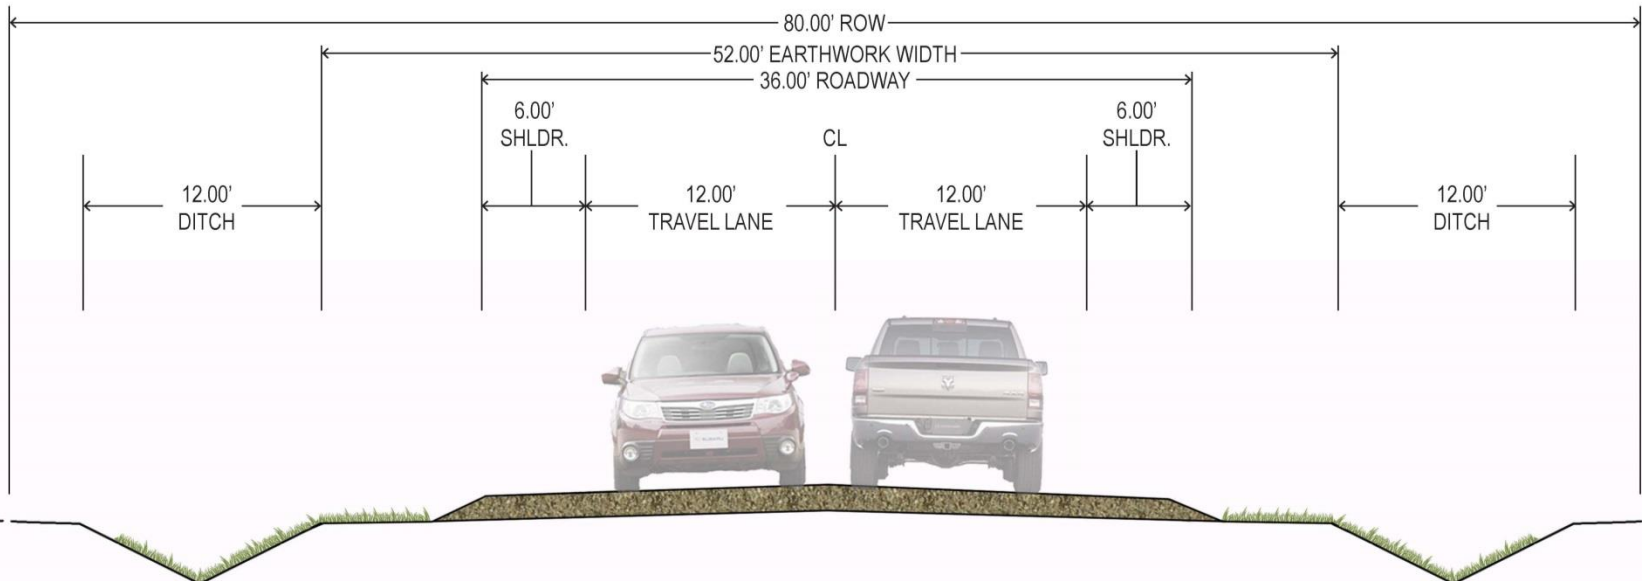 80.00' ROW
52.00' EARTHWORK WIDTH
36.00' ROADWAY
6.00'
SHLDR.
CL
6.00'
SHLDR.
12.00'
DITCH
12.00'
TRAVEL LANE
12.00'
TRAVEL LANE
12.00'
DITCH